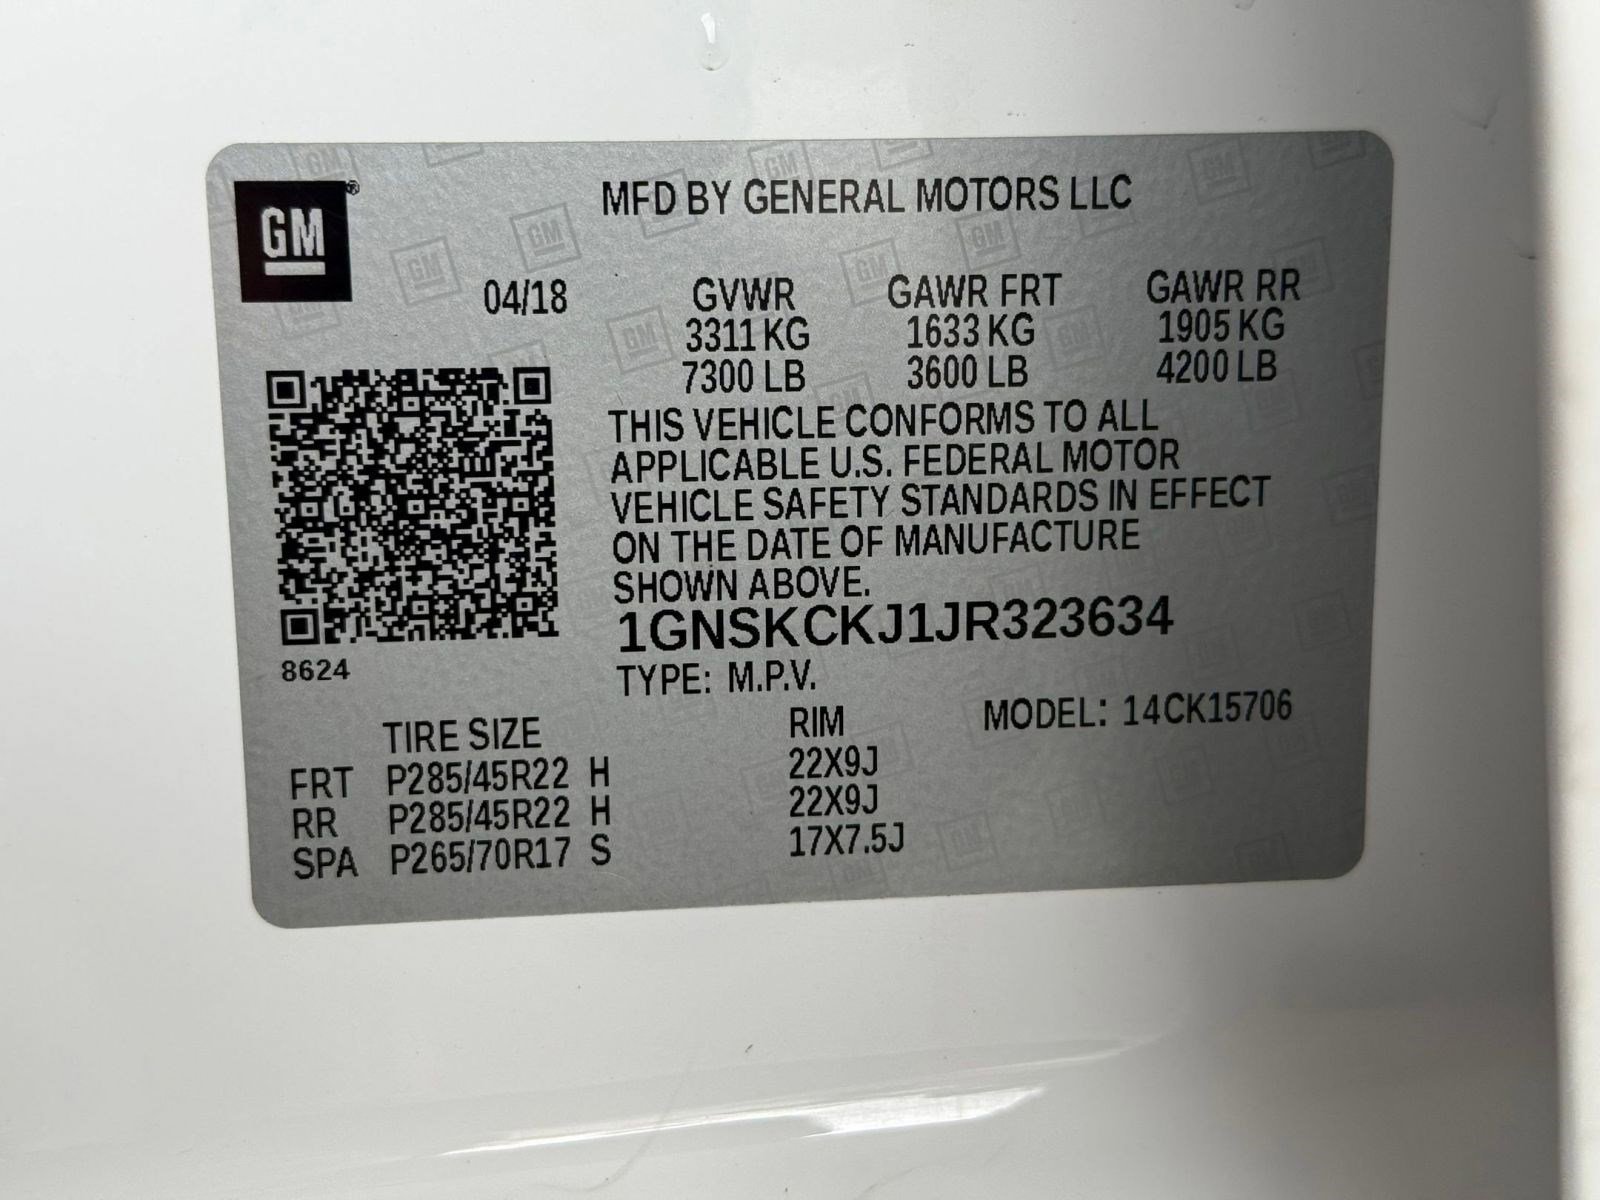 GM®
MFD BY GENERAL MOTORS LLC
04/18 GVWR GAWR FRT GAWR RR
3311 KG 1633 KG 1905 KG
7300 LB 3600 LB 4200 LB
THIS VEHICLE CONFORMS TO ALL
APPLICABLE U.S. FEDERAL MOTOR
VEHICLE SAFETY STANDARDS IN EFFECT
ON THE DATE OF MANUFACTURE
SHOWN ABOVE.
1GNSKCKJ1JR323634
8624
TYPE: M.P.V.
TIRE SIZE RIM MODEL: 14CK15706
FRT P285/45R22 H 22X9J
RR P285/45R22 H 22X9J
SPA P265/70R17 S 17X7.5J